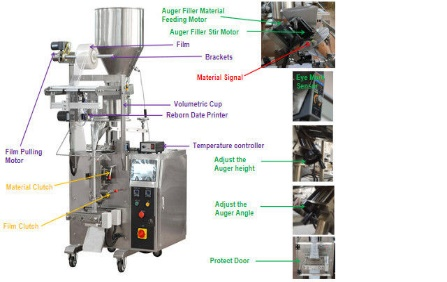 Auger Filler Material
Feeding Motor
Auger Filler Stir Motor
Film
Brackets
Material Signal
Eye Mark
Sensor
Volumetric Cup
Reborn Date Printer
Film Pulling
Motor
Temperature controller
Material Clutch
Adjust the
Auger height
Film Clutch
Adjust the
Auger Angle
Protect Door